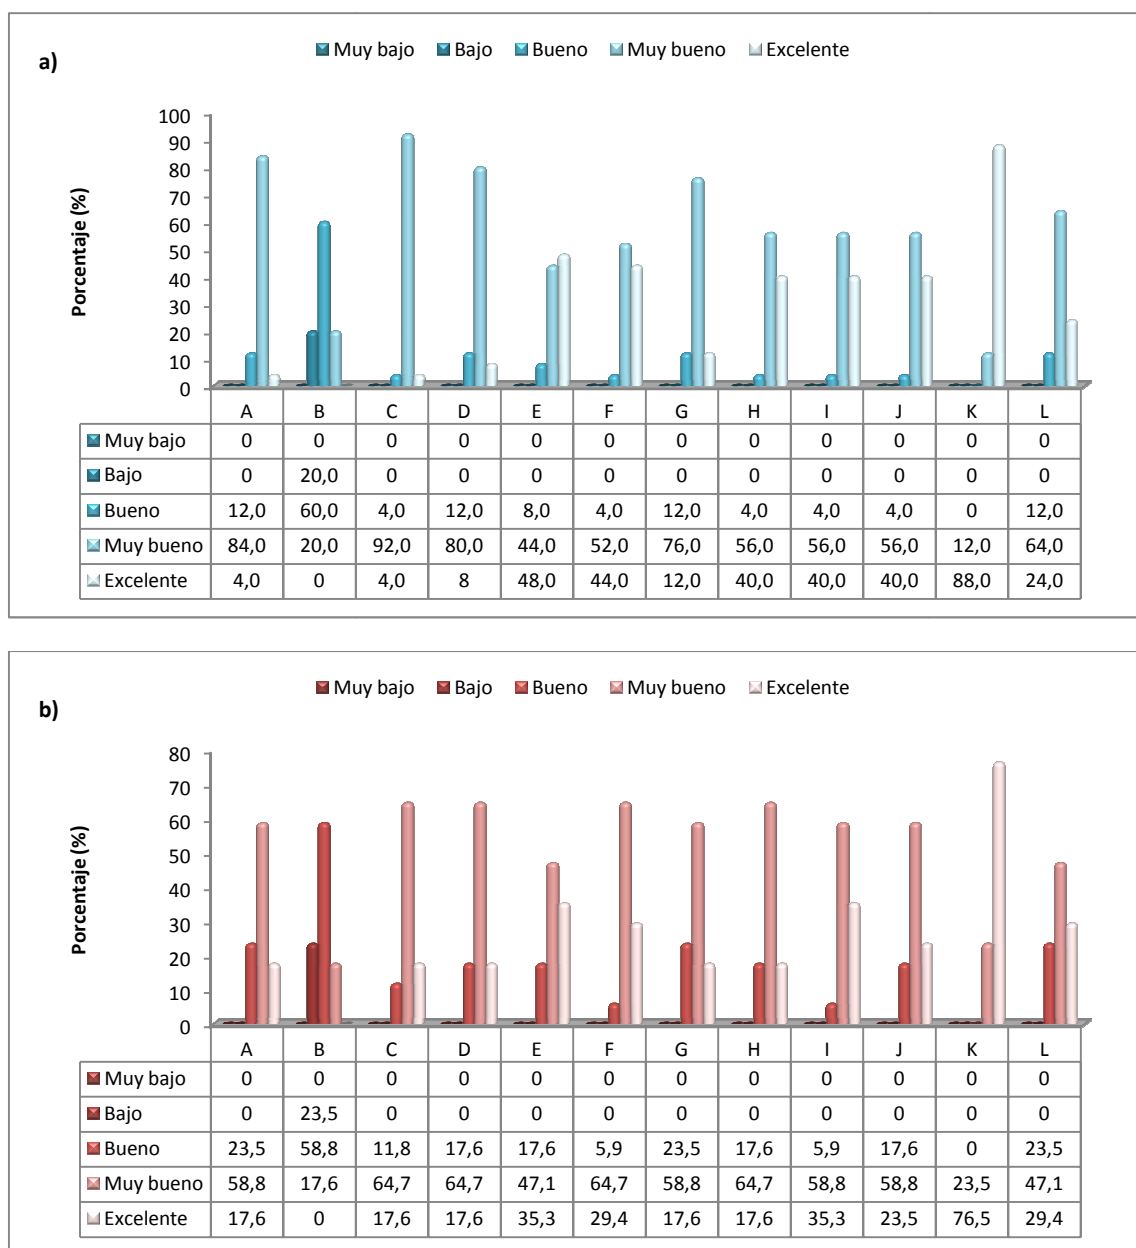 Muy bajo Bajo Bueno Muy bueno Excelente
a)
Porcentaje (%)
100
90
80
70
60
50
40
30
20
10
0
A B C D E F G H I J K L
Muy bajo 0 0 0 0 0 0 0 0 0 0 0 0
Bajo 0 20,0 0 0 0 0 0 0 0 0 0 0
Bueno 12,0 60,0 4,0 12,0 8,0 4,0 12,0 4,0 4,0 4,0 0 12,0
Muy bueno 84,0 20,0 92,0 80,0 44,0 52,0 76,0 56,0 56,0 56,0 12,0 64,0
Excelente 4,0 0 4,0 8 48,0 44,0 12,0 40,0 40,0 40,0 88,0 24,0
Muy bajo Bajo Bueno Muy bueno Excelente
b)
Porcentaje (%)
80
70
60
50
40
30
20
10
0
A B C D E F G H I J K L
Muy bajo 0 0 0 0 0 0 0 0 0 0 0 0
Bajo 0 23,5 0 0 0 0 0 0 0 0 0 0
Bueno 23,5 58,8 11,8 17,6 17,6 5,9 23,5 17,6 5,9 17,6 0 23,5
Muy bueno 58,8 17,6 64,7 64,7 47,1 64,7 58,8 64,7 58,8 58,8 23,5 47,1
Excelente 17,6 0 17,6 17,6 35,3 29,4 17,6 17,6 35,3 23,5 76,5 29,4